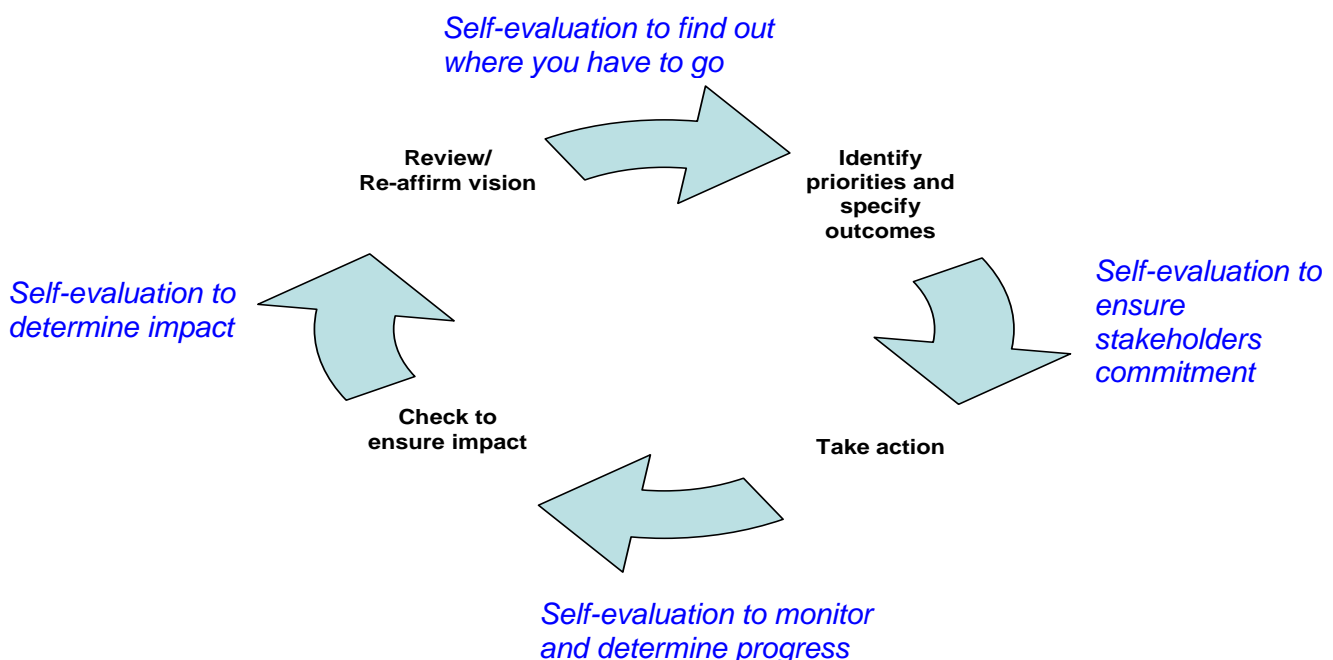 Self-evaluation to find out
where you have to go
Review/
Re-affirm vision
Identify
priorities and
specify
outcomes
Self-evaluation to
determine impact
Self-evaluation to
ensure
stakeholders
commitment
Check to
ensure impact
Take action
Self-evaluation to monitor
and determine progress